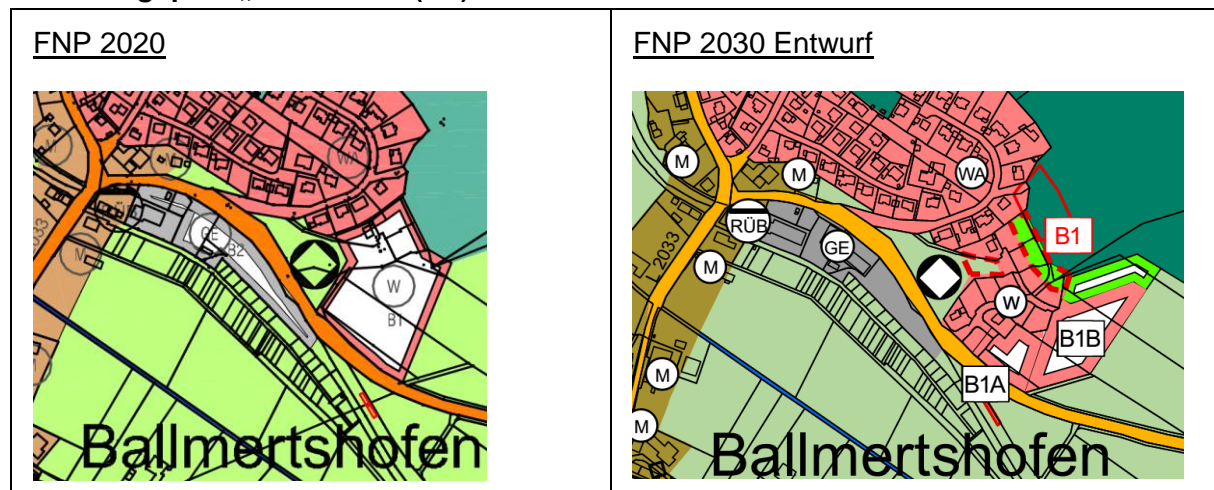 FNP 2020
FNP 2030 Entwurf
M
WA
GE
B2
M
2033
W
B1
Ballmertshofen
M
M
WA
RÜB
GE
B1
2033
M
W
B1B
B1A
M
M
Ballmertshofen